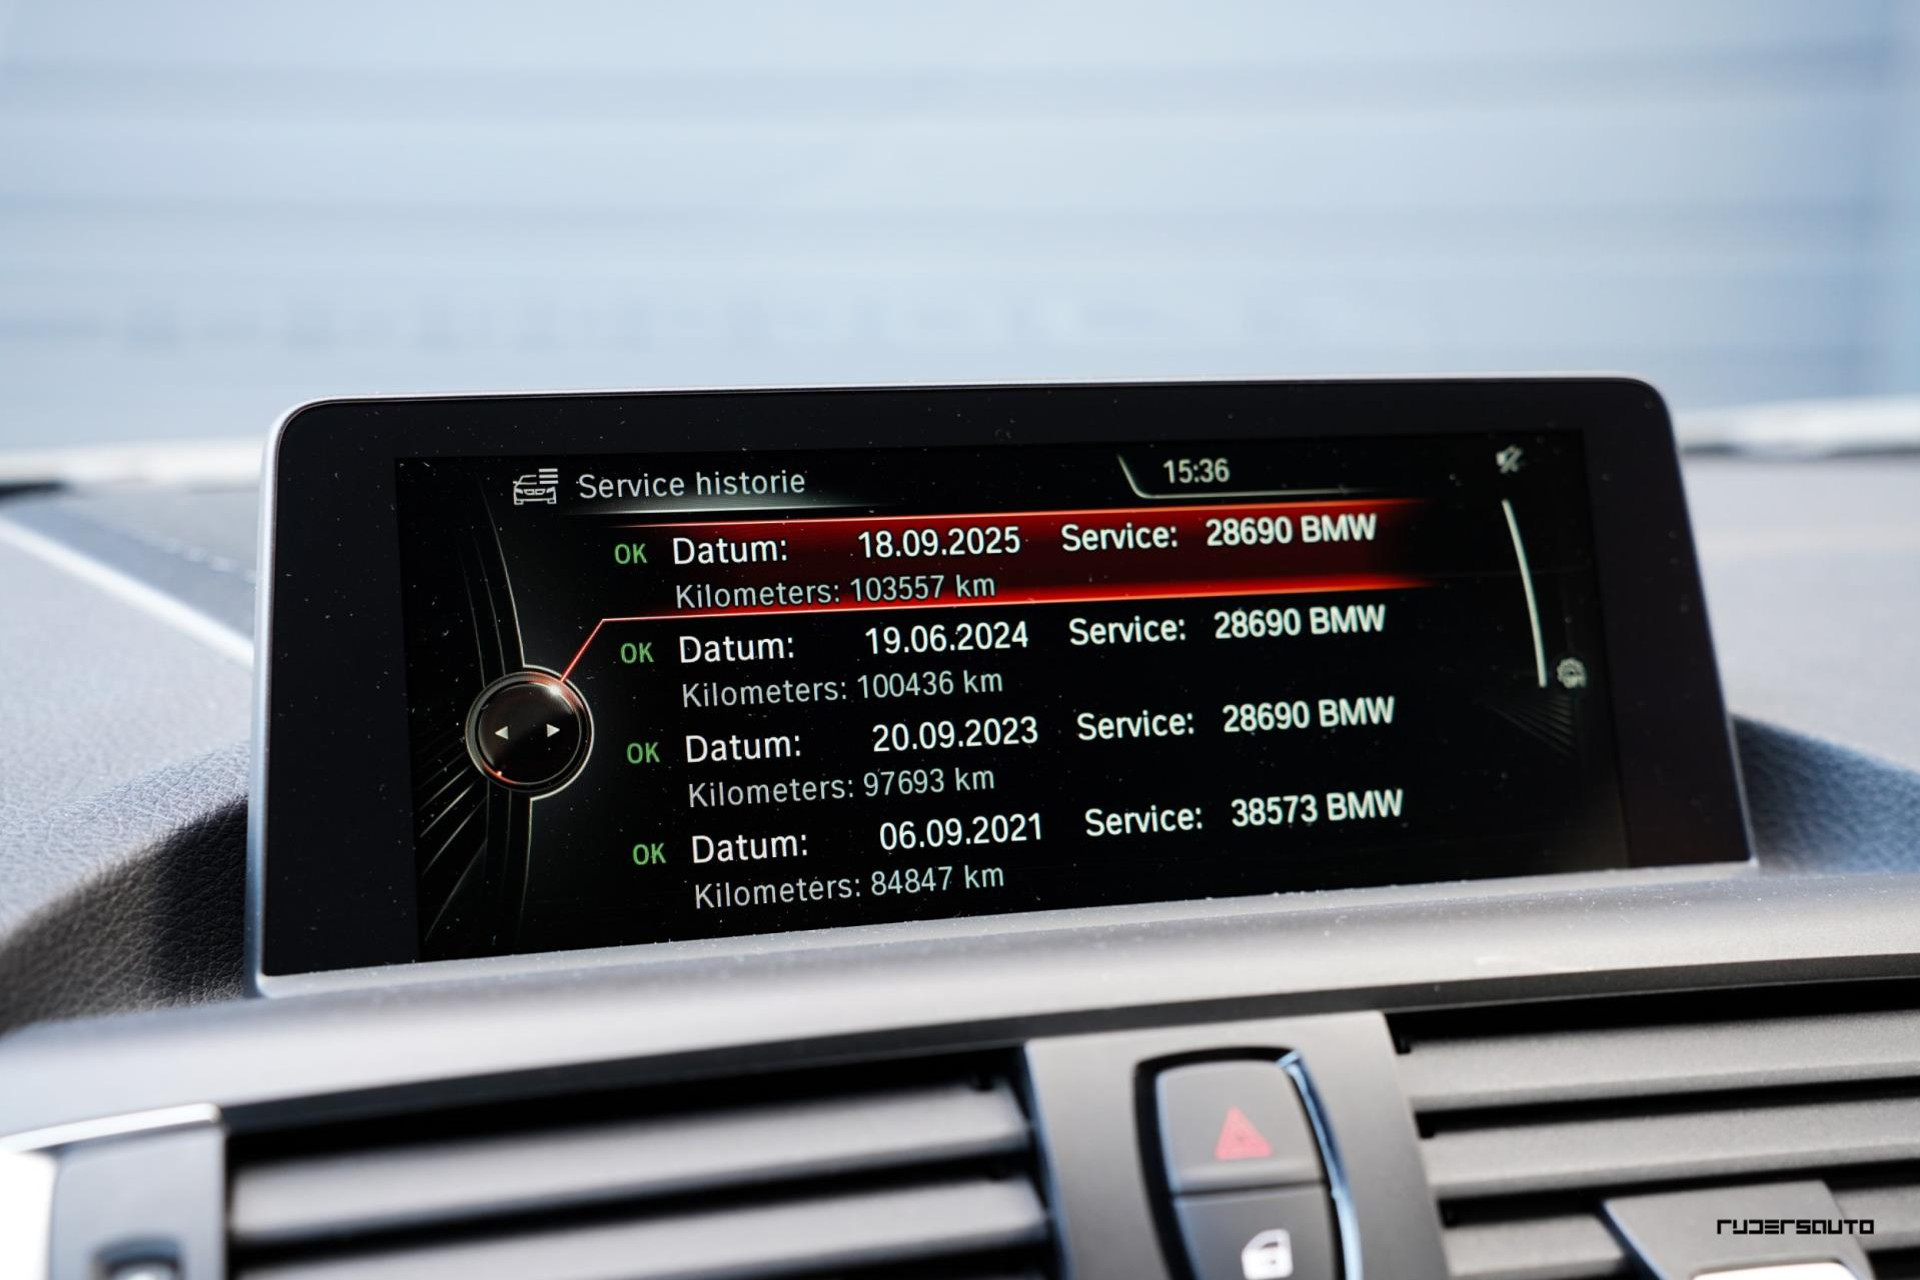 Service historie 15:36
OK Datum: 18.09.2025 Service: 28690 BMW
Kilometers: 103557 km
OK Datum: 19.06.2024 Service: 28690 BMW
Kilometers: 100436 km
OK Datum: 20.09.2023 Service: 28690 BMW
Kilometers: 97693 km
OK Datum: 06.09.2021 Service: 38573 BMW
Kilometers: 84847 km
RUDERSAUTO